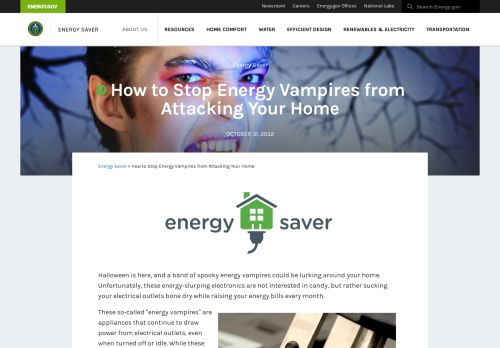 ENERGY.GOV
Newsroom Careers Energy.gov Offices National Labs Search Energy.gov
ENERGY SAVER
ABOUT US RESOURCES HOME COMFORT WATER EFFICIENT DESIGN RENEWABLES & ELECTRICITY TRANSPORTATION
Energy Saver
How to Stop Energy Vampires from
Attacking Your Home
OCTOBER 31, 2022
Energy Saver » How to Stop Energy Vampires from Attacking Your Home
energy saver
Halloween is here, and a band of spooky energy vampires could be lurking around your home.
Unfortunately, these energy-slurping electronics are not interested in candy, but rather sucking
your electrical outlets bone dry while raising your energy bills every month.
These so-called "energy vampires" are
appliances that continue to draw
power from electrical outlets, even
when turned off or idle. While these